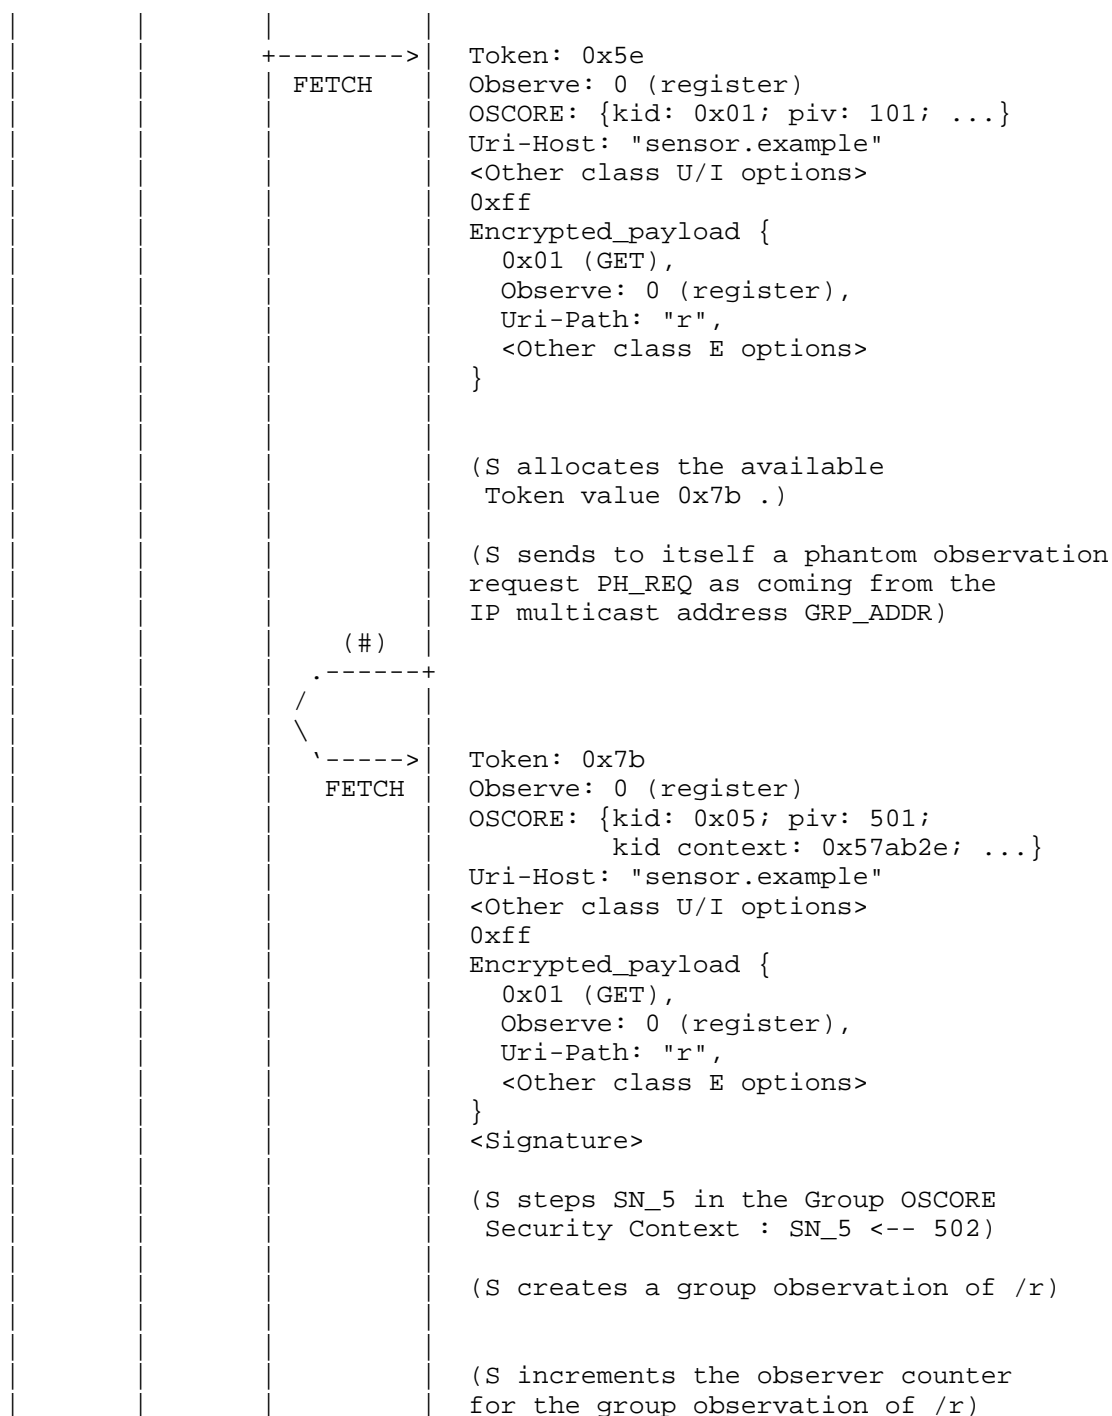 |        |        |          |
|        |        +--------->| Token: 0x5e
|        |        | FETCH    | Observe: 0 (register)
|        |        |          | OSCORE: {kid: 0x01; piv: 101; ...}
|        |        |          | Uri-Host: "sensor.example"
|        |        |          | <Other class U/I options>
|        |        |          | 0xff
|        |        |          | Encrypted_payload {
|        |        |          |   0x01 (GET),
|        |        |          |   Observe: 0 (register),
|        |        |          |   Uri-Path: "r",
|        |        |          |   <Other class E options>
|        |        |          | }
|        |        |          |
|        |        |          |
|        |        |          | (S allocates the available
|        |        |          |  Token value 0x7b .)
|        |        |          |
|        |        |          | (S sends to itself a phantom observation
|        |        |          | request PH_REQ as coming from the
|        |        |          | IP multicast address GRP_ADDR)
|        |        |    (#)   |
|        |        |  .------+
|        |        | /        |
|        |        | \        |
|        |        |  `----->| Token: 0x7b
|        |        |   FETCH  | Observe: 0 (register)
|        |        |          | OSCORE: {kid: 0x05; piv: 501;
|        |        |          |          kid context: 0x57ab2e; ...}
|        |        |          | Uri-Host: "sensor.example"
|        |        |          | <Other class U/I options>
|        |        |          | 0xff
|        |        |          | Encrypted_payload {
|        |        |          |   0x01 (GET),
|        |        |          |   Observe: 0 (register),
|        |        |          |   Uri-Path: "r",
|        |        |          |   <Other class E options>
|        |        |          | }
|        |        |          | <Signature>
|        |        |          |
|        |        |          | (S steps SN_5 in the Group OSCORE
|        |        |          |  Security Context : SN_5 <-- 502)
|        |        |          |
|        |        |          | (S creates a group observation of /r)
|        |        |          |
|        |        |          |
|        |        |          | (S increments the observer counter
|        |        |          | for the group observation of /r)